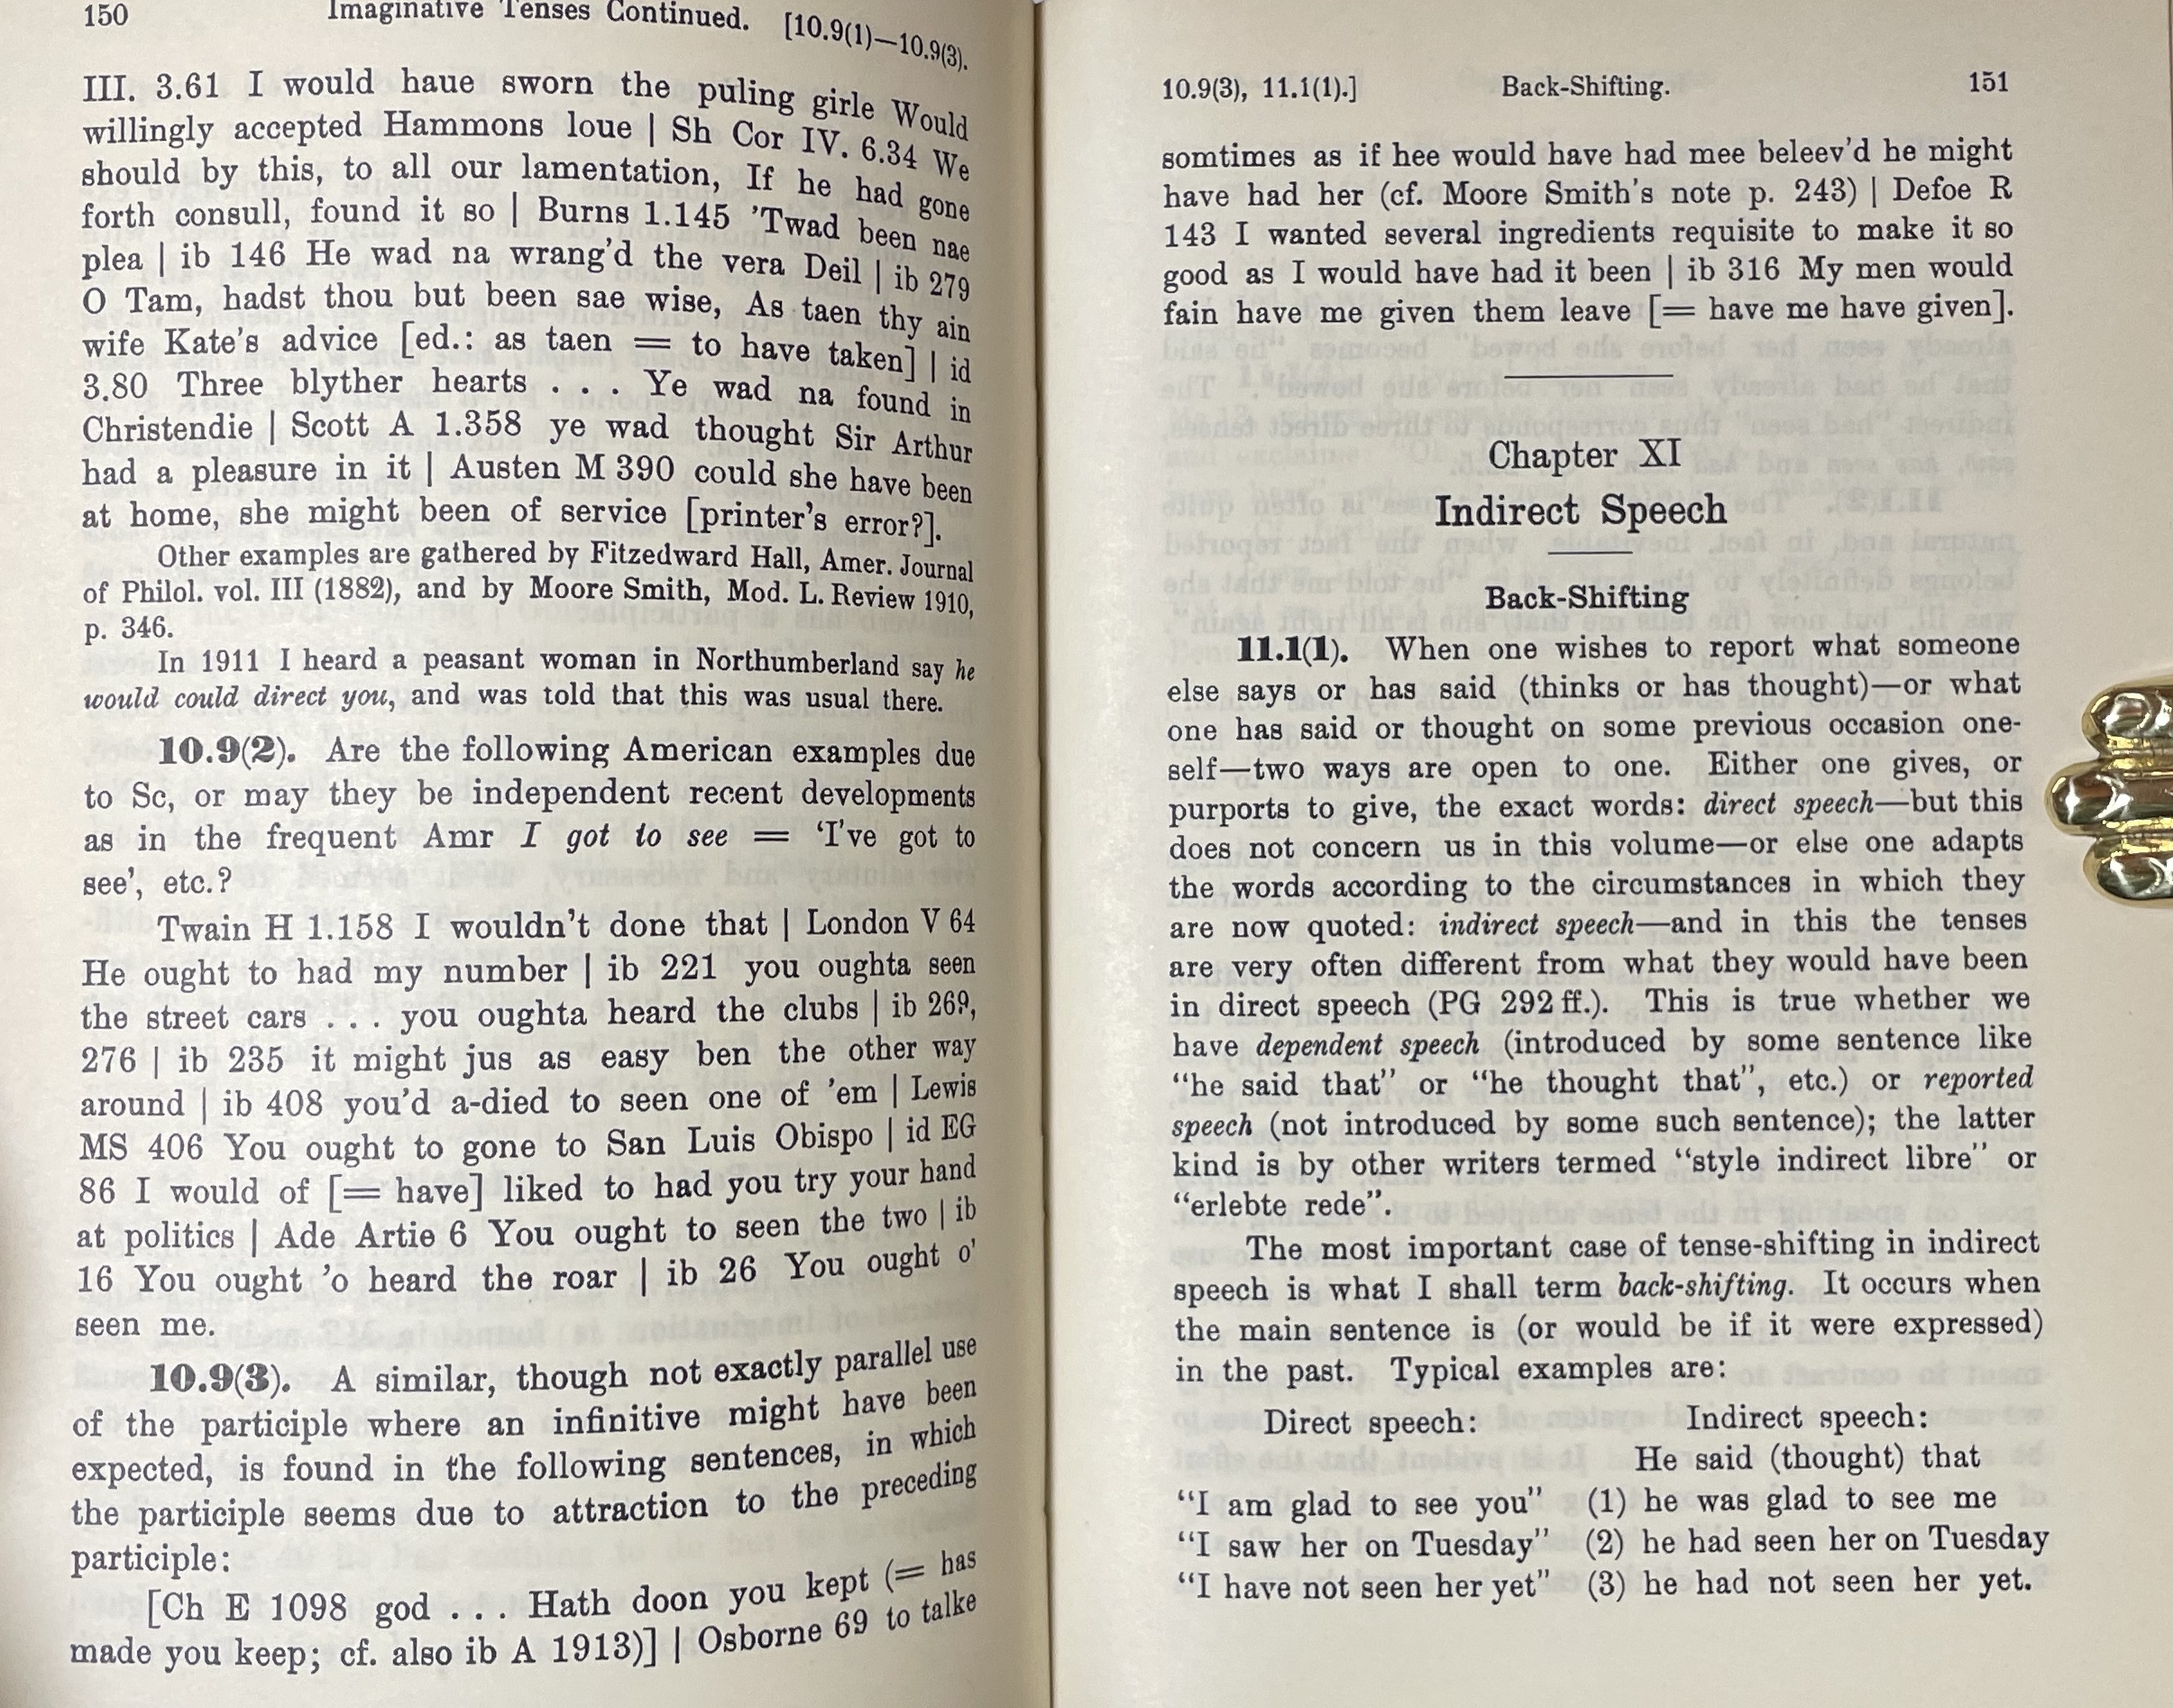 150 Imaginative Tenses Continued. [10.9(1)—10.9(3).
III. 3.61 I would haue sworn the puling girle Would
willingly accepted Hammons loue | Sh Cor IV. 6.34 We
should by this, to all our lamentation, If he had gone
forth consull, found it so | Burns 1.145 'Twad been nae
plea | ib 146 He wad na wrang'd the vera Deil | ib 279
O Tam, hadst thou but been sae wise, As taen thy ain
wife Kate's advice [ed.: as taen = to have taken] | id
3.80 Three blyther hearts . . . Ye wad na found in
Christendie | Scott A 1.358 ye wad thought Sir Arthur
had a pleasure in it | Austen M 390 could she have been
at home, she might been of service [printer's error?].
Other examples are gathered by Fitzedward Hall, Amer. Journal
of Philol. vol. III (1882), and by Moore Smith, Mod. L. Review 1910,
p. 346.
In 1911 I heard a peasant woman in Northumberland say he
would could direct you, and was told that this was usual there.
10.9(2). Are the following American examples due
to Sc, or may they be independent recent developments
as in the frequent Amr I got to see = 'I've got to
see', etc.?
Twain H 1.158 I wouldn't done that | London V 64
He ought to had my number | ib 221 you oughta seen
the street cars . . . you oughta heard the clubs | ib 269,
276 | ib 235 it might jus as easy ben the other way
around | ib 408 you'd a-died to seen one of 'em | Lewis
MS 406 You ought to gone to San Luis Obispo | id EG
86 I would of [= have] liked to had you try your hand
at politics | Ade Artie 6 You ought to seen the two | ib
16 You ought 'o heard the roar | ib 26 You ought o'
seen me.
10.9(3). A similar, though not exactly parallel use
of the participle where an infinitive might have been
expected, is found in the following sentences, in which
the participle seems due to attraction to the preceding
participle:
[Ch E 1098 god . . . Hath doon you kept (= has
made you keep; cf. also ib A 1913)] | Osborne 69 to talke
10.9(3), 11.1(1).] Back-Shifting. 151
somtimes as if hee would have had mee beleev'd he might
have had her (cf. Moore Smith's note p. 243) | Defoe R
143 I wanted several ingredients requisite to make it so
good as I would have had it been | ib 316 My men would
fain have me given them leave [= have me have given].
Chapter XI
Indirect Speech
Back-Shifting
11.1(1). When one wishes to report what someone
else says or has said (thinks or has thought)—or what
one has said or thought on some previous occasion one-
self—two ways are open to one. Either one gives, or
purports to give, the exact words: direct speech—but this
does not concern us in this volume—or else one adapts
the words according to the circumstances in which they
are now quoted: indirect speech—and in this the tenses
are very often different from what they would have been
in direct speech (PG 292 ff.). This is true whether we
have dependent speech (introduced by some sentence like
“he said that” or “he thought that”, etc.) or reported
speech (not introduced by some such sentence); the latter
kind is by other writers termed “style indirect libre” or
“erlebte rede”.
The most important case of tense-shifting in indirect
speech is what I shall term back-shifting. It occurs when
the main sentence is (or would be if it were expressed)
in the past. Typical examples are:
Direct speech: Indirect speech:
He said (thought) that
“I am glad to see you” (1) he was glad to see me
“I saw her on Tuesday” (2) he had seen her on Tuesday
“I have not seen her yet” (3) he had not seen her yet.